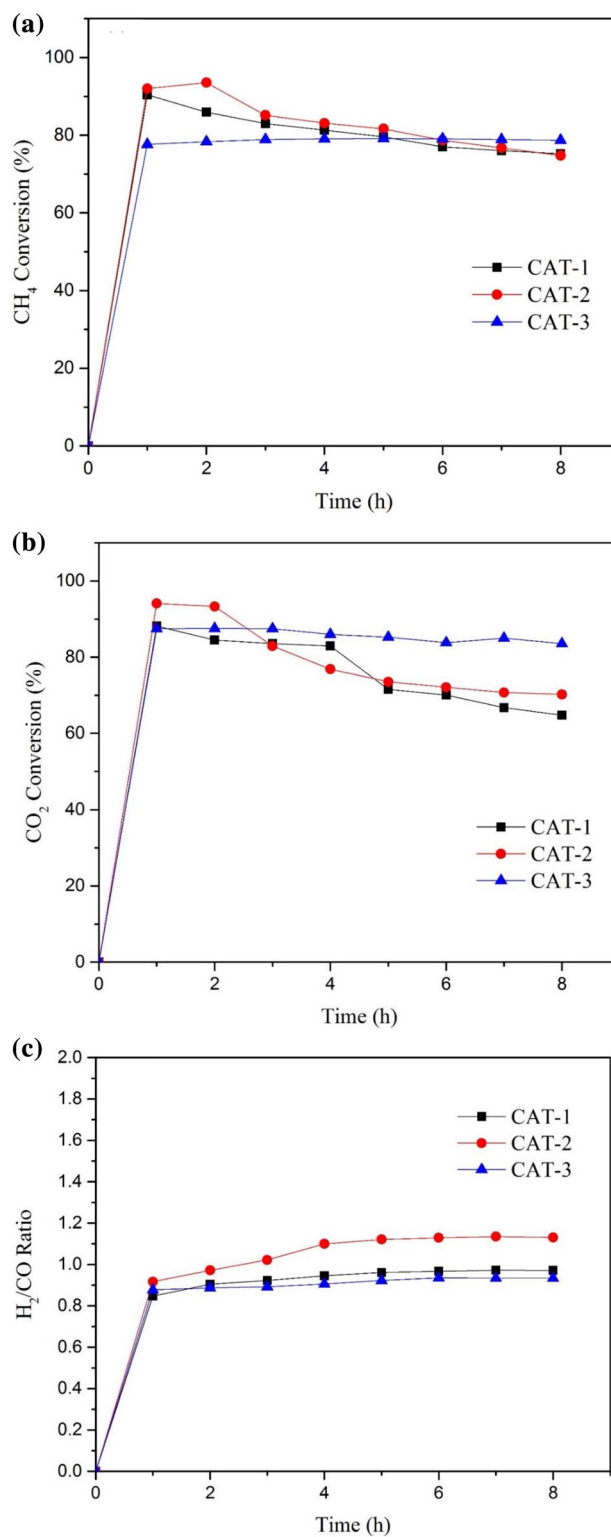 (a)
100
80
60
40
20
0
CH₄ Conversion (%)
CAT-1
CAT-2
CAT-3
0 2 4 6 8
Time (h)
(b)
100
80
60
40
20
0
CO₂ Conversion (%)
CAT-1
CAT-2
CAT-3
0 2 4 6 8
Time (h)
(c)
2.0
1.8
1.6
1.4
1.2
1.0
0.8
0.6
0.4
0.2
0.0
H₂/CO Ratio
CAT-1
CAT-2
CAT-3
0 2 4 6 8
Time (h)